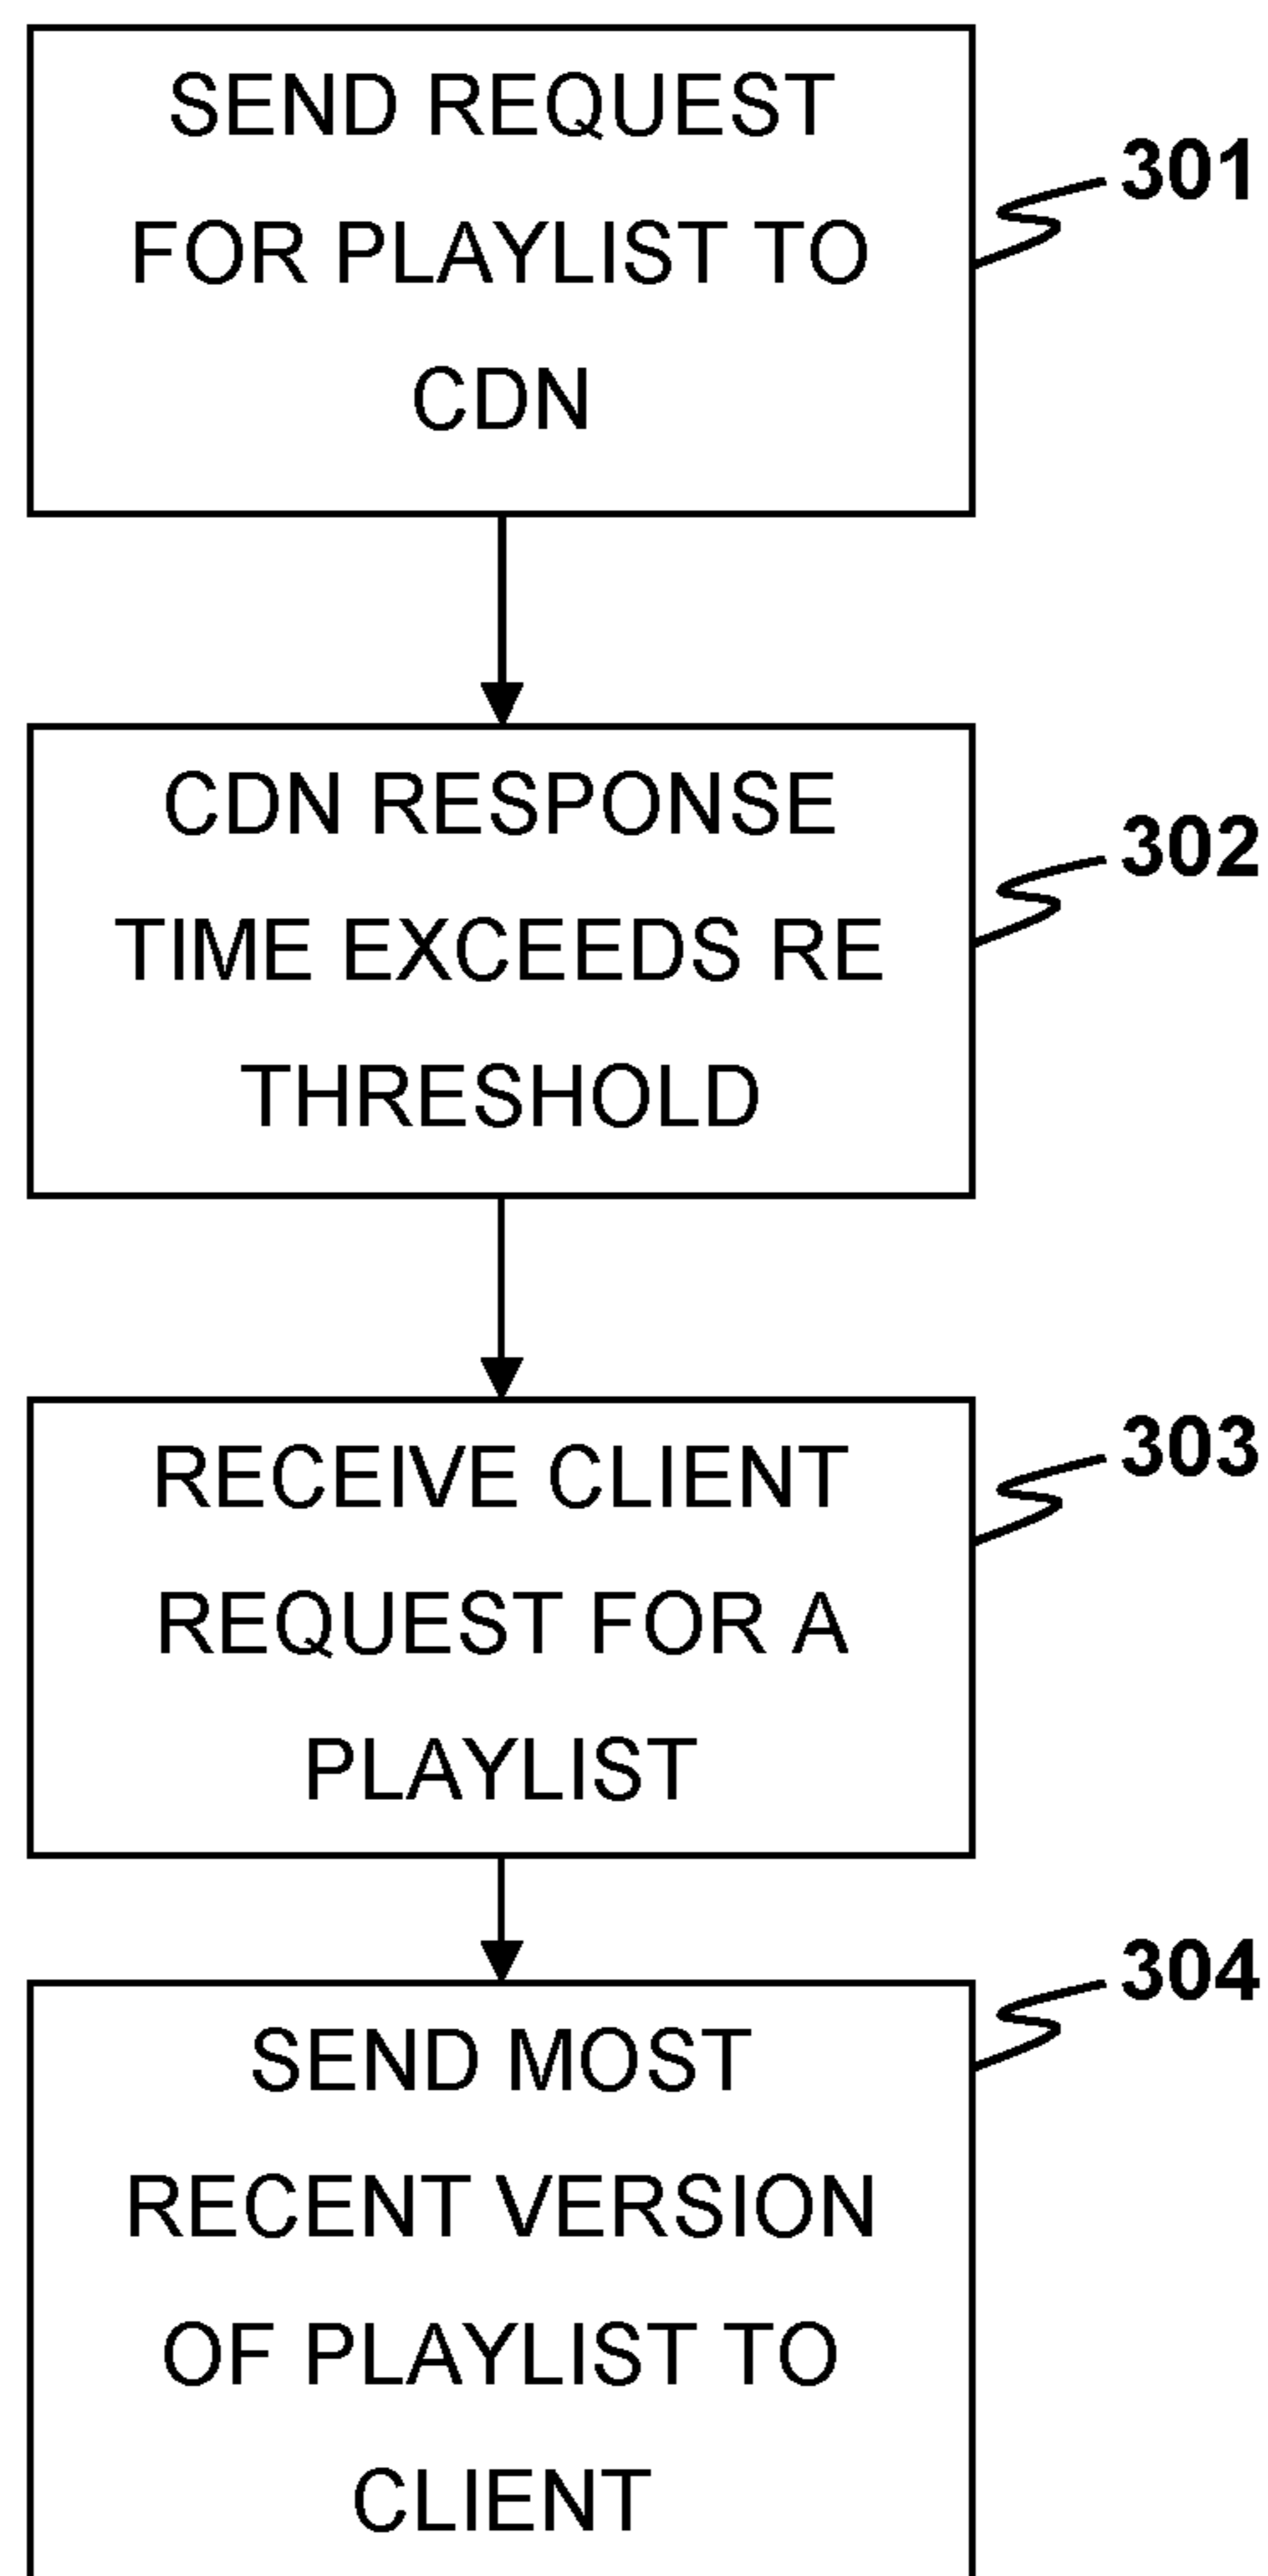 SEND REQUEST
FOR PLAYLIST TO
CDN
301
CDN RESPONSE
TIME EXCEEDS RE
THRESHOLD
302
RECEIVE CLIENT
REQUEST FOR A
PLAYLIST
303
SEND MOST
RECENT VERSION
OF PLAYLIST TO
CLIENT
304